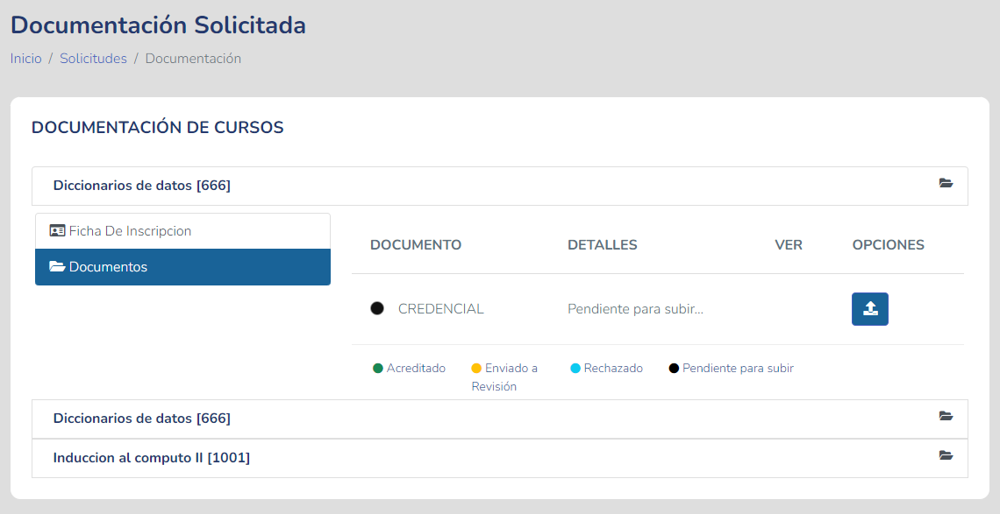 Documentación Solicitada
Inicio / Solicitudes / Documentación
DOCUMENTACIÓN DE CURSOS
Diccionarios de datos [666]
Ficha De Inscripcion
Documentos
DOCUMENTO DETALLES VER OPCIONES
CREDENCIAL Pendiente para subir...
Acreditado Enviado a Rechazado Pendiente para subir
Revisión
Diccionarios de datos [666]
Induccion al computo II [1001]